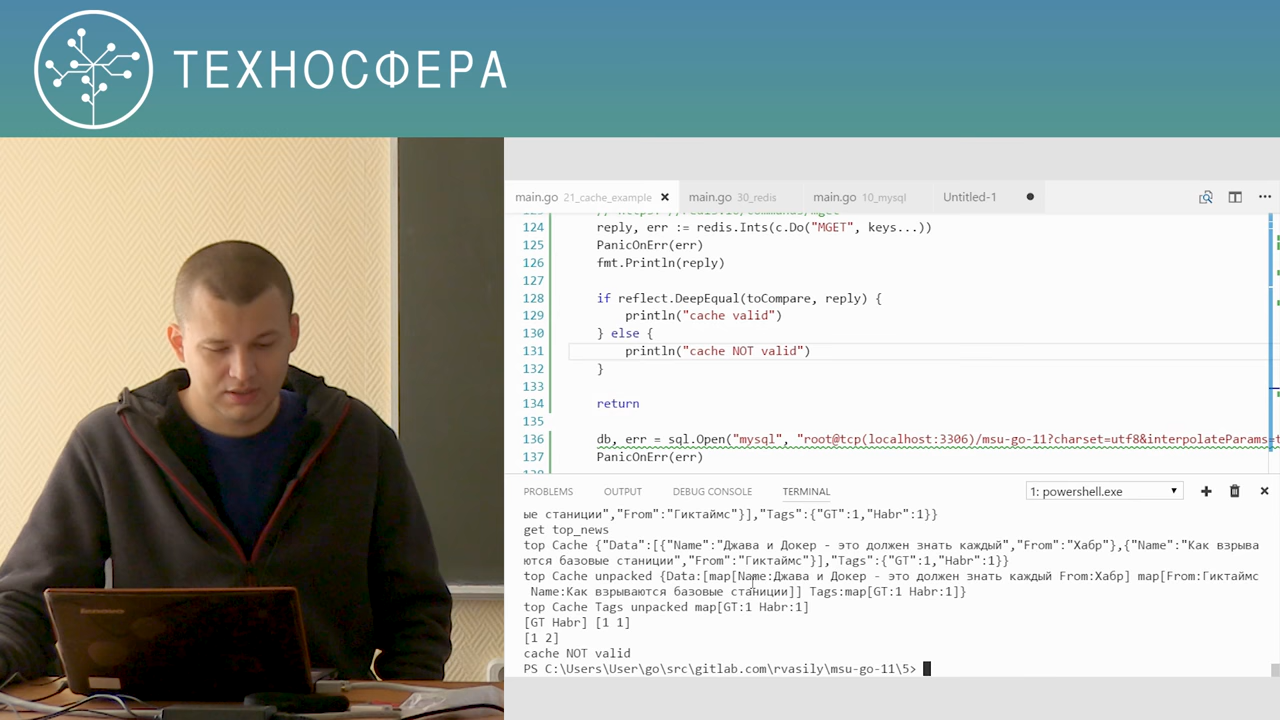 ТЕХНОСФЕРА
main.go 21_cache_example
main.go 30_redis
main.go 10_mysql
Untitled-1
124 reply, err := redis.Ints(c.Do("MGET", keys...))
125 PanicOnErr(err)
126 fmt.Println(reply)
127
128 if reflect.DeepEqual(toCompare, reply) {
129 println("cache valid")
130 } else {
131 println("cache NOT valid")
132 }
133
134 return
135
136 db, err = sql.Open("mysql", "root@tcp(localhost:3306)/msu-go-11?charset=utf8&interpolateParams=t
137 PanicOnErr(err)
PROBLEMS OUTPUT DEBUG CONSOLE TERMINAL 1: powershell.exe
ые станиции","From":"Гиктаймс"}],"Tags":{"GT":1,"Habr":1}}
get top_news
top Cache {"Data":[{"Name":"Джава и Докер - это должен знать каждый","From":"Хабр"},{"Name":"Как взрыва
ются базовые станиции","From":"Гиктаймс"}],"Tags":{"GT":1,"Habr":1}}
top Cache unpacked {Data:[map[Name:Джава и Докер - это должен знать каждый From:Хабр] map[From:Гиктаймс
Name:Как взрываются базовые станиции]] Tags:map[GT:1 Habr:1]}
top Cache Tags unpacked map[GT:1 Habr:1]
[GT Habr] [1 1]
[1 2]
cache NOT valid
PS C:\Users\User\go\src\gitlab.com\rvasily\msu-go-11\5>